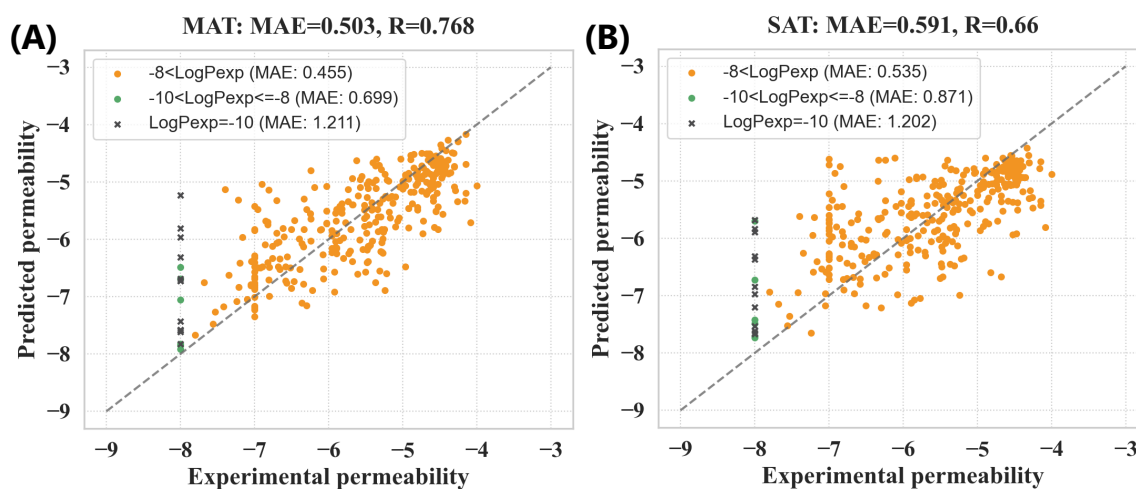 (A)
MAT: MAE=0.503, R=0.768
-8<LogPexp (MAE: 0.455)
-10<LogPexp<=-8 (MAE: 0.699)
LogPexp=-10 (MAE: 1.211)
Predicted permeability
−3
−4
−5
−6
−7
−8
−9
−9 −8 −7 −6 −5 −4 −3
Experimental permeability
(B)
SAT: MAE=0.591, R=0.66
-8<LogPexp (MAE: 0.535)
-10<LogPexp<=-8 (MAE: 0.871)
LogPexp=-10 (MAE: 1.202)
Predicted permeability
−3
−4
−5
−6
−7
−8
−9
−9 −8 −7 −6 −5 −4 −3
Experimental permeability